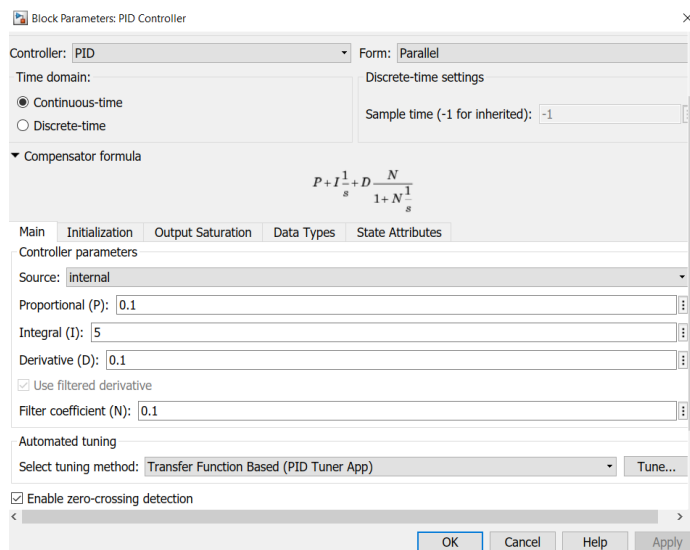 Block Parameters: PID Controller
Controller: PID Form: Parallel
Time domain: Discrete-time settings
Continuous-time
Discrete-time
Sample time (-1 for inherited): -1
Compensator formula
P + I 1/s + D N/(1 + N 1/s)
Main Initialization Output Saturation Data Types State Attributes
Controller parameters
Source: internal
Proportional (P): 0.1
Integral (I): 5
Derivative (D): 0.1
Use filtered derivative
Filter coefficient (N): 0.1
Automated tuning
Select tuning method: Transfer Function Based (PID Tuner App) Tune...
Enable zero-crossing detection
OK Cancel Help Apply